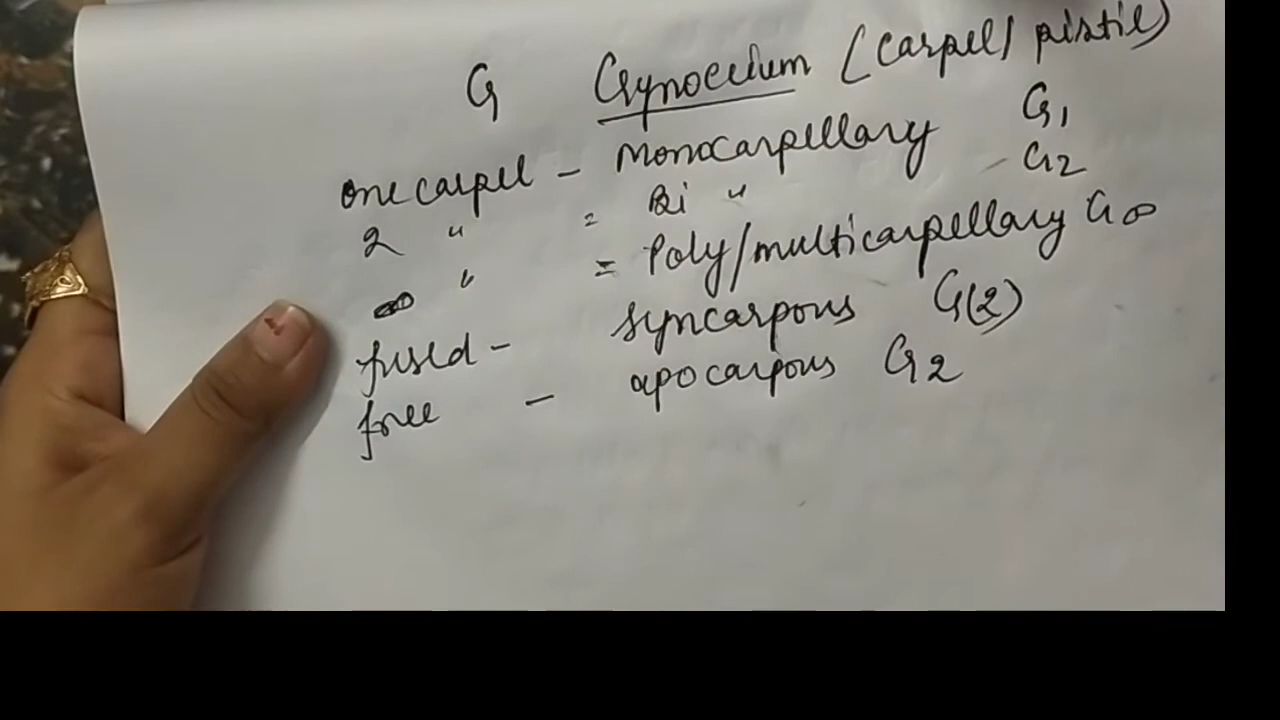 G Gynoecium (Carpel/pistil)
One carpel - Monocarpellary G1
2 " = Bi " G2
∞ " = Poly/multicarpellary G∞
fused - syncarpous G(2)
free - apocarpous G2